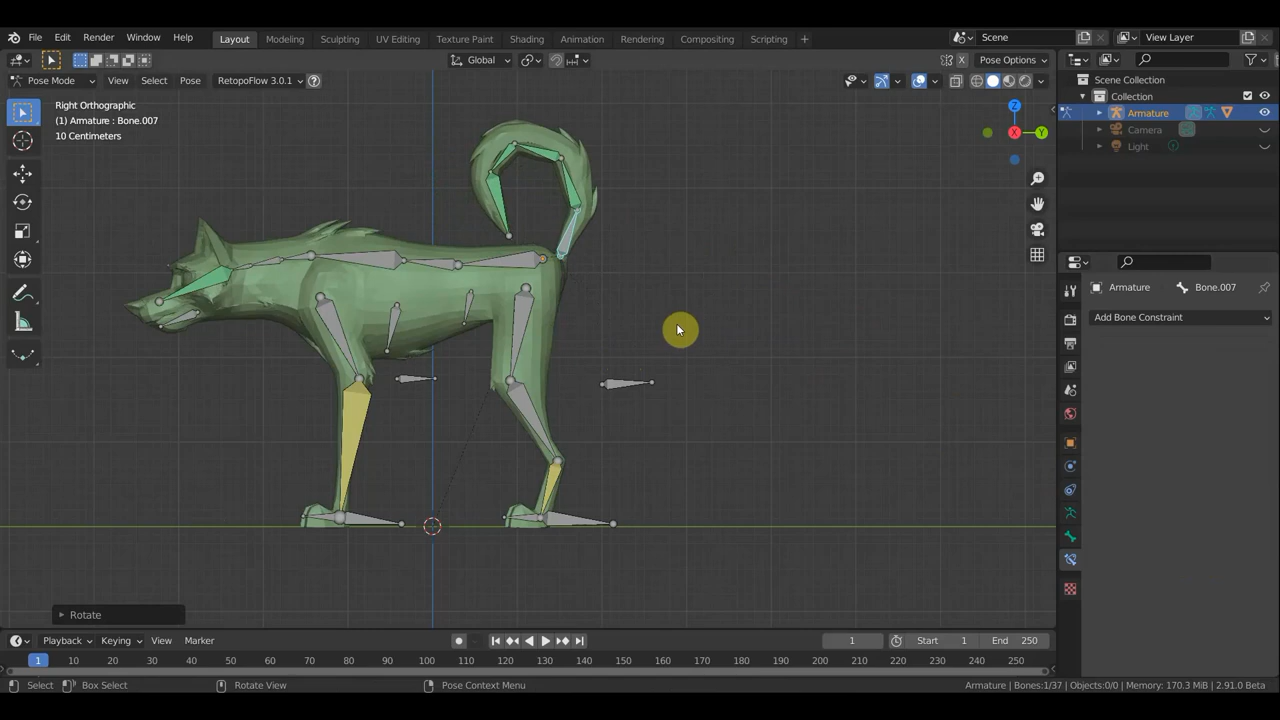 File Edit Render Window Help Layout Modeling Sculpting UV Editing Texture Paint Shading Animation Rendering Compositing Scripting + Scene View Layer
Global Pose Options
Pose Mode View Select Pose RetopoFlow 3.0.1 ?
Right Orthographic
(1) Armature : Bone.007
10 Centimeters
Z
X
Y
Scene Collection
Collection
Armature
Camera
Light
Armature Bone.007
Add Bone Constraint
Rotate
Playback Keying View Marker 1 Start 1 End 250
1 10 20 30 40 50 60 70 80 90 100 110 120 130 140 150 160 170 180 190 200 210 220 230 240 250
Select Box Select Rotate View Pose Context Menu Armature | Bones:1/37 | Objects:0/0 | Memory: 170.3 MiB | 2.91.0 Beta